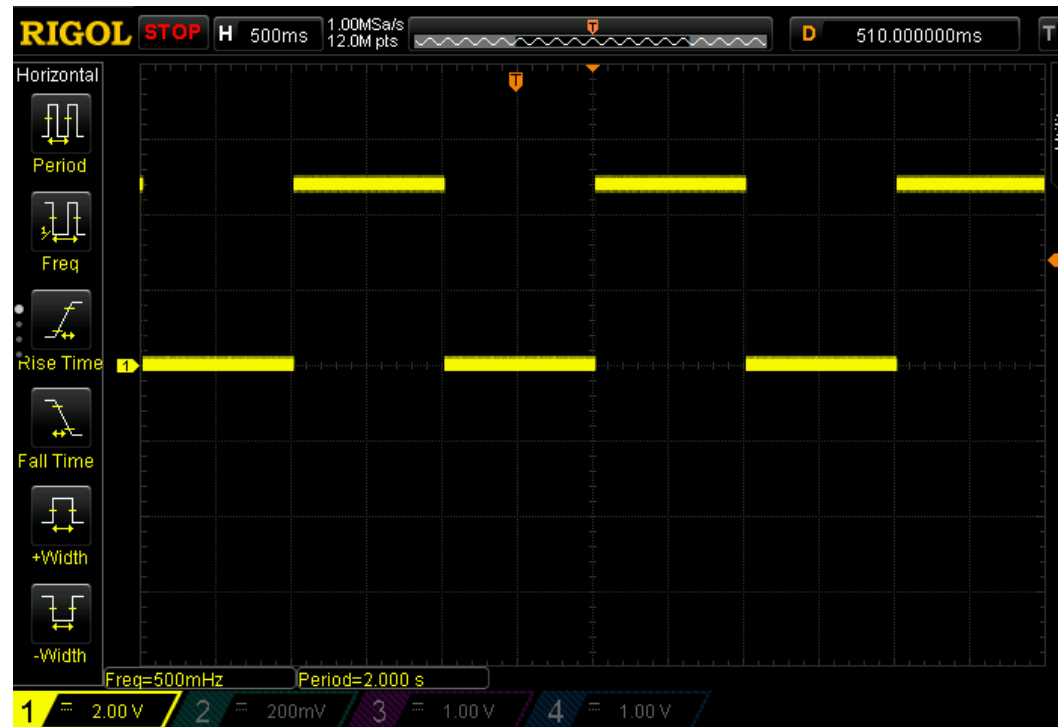 RIGOL STOP H 500ms 1.00MSa/s 12.0M pts T D 510.000000ms T
Horizontal
T
Period
Freq
Rise Time
1
Fall Time
+Width
-Width
Freq=500mHz Period=2.000 s
1 2.00 V 2 200mV 3 1.00 V 4 1.00 V